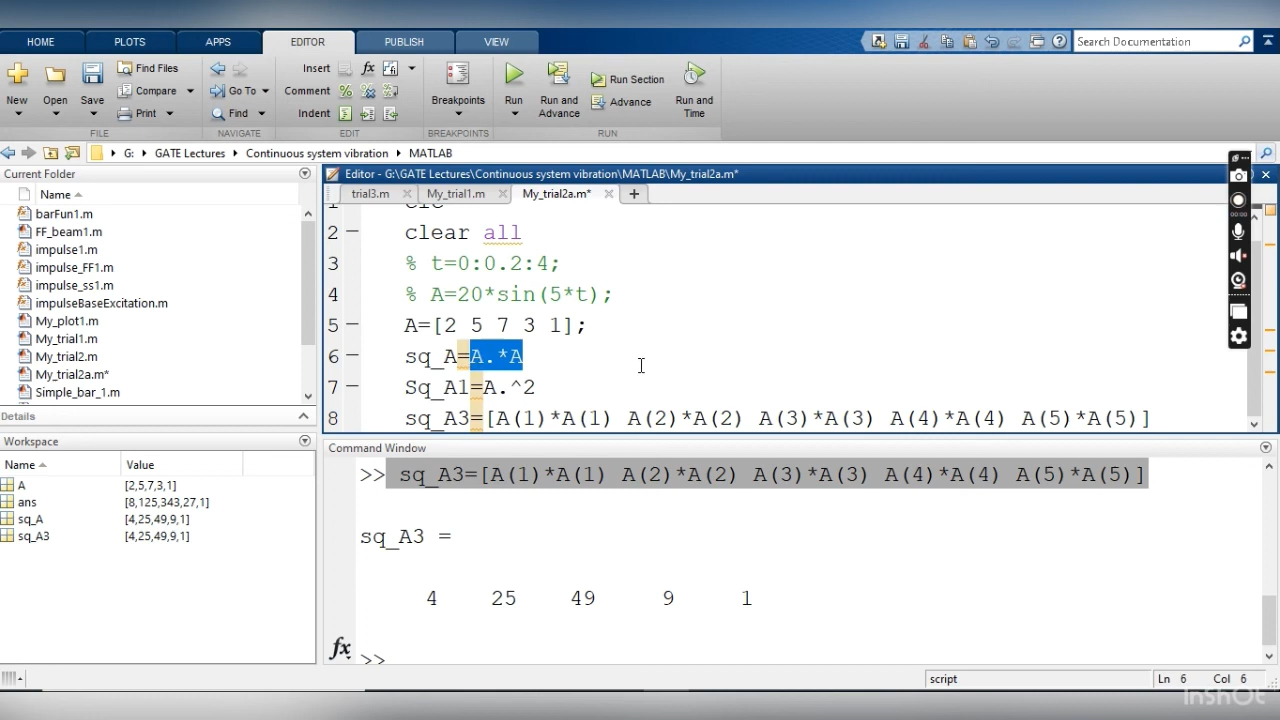 HOME PLOTS APPS EDITOR PUBLISH VIEW Search Documentation
New Open Save Find Files Compare Print Go To Find Insert fx Comment % Indent Breakpoints Run Run and Advance Run Section Advance Run and Time
FILE NAVIGATE EDIT BREAKPOINTS RUN
G: GATE Lectures Continuous system vibration MATLAB
Current Folder
Name
barFun1.m
FF_beam1.m
impulse1.m
impulse_FF1.m
impulse_ss1.m
impulseBaseExcitation.m
My_plot1.m
My_trial1.m
My_trial2.m
My_trial2a.m*
Simple_bar_1.m
Details
Workspace
Name Value
A [2,5,7,3,1]
ans [8,125,343,27,1]
sq_A [4,25,49,9,1]
sq_A3 [4,25,49,9,1]
Editor - G:\GATE Lectures\Continuous system vibration\MATLAB\My_trial2a.m*
trial3.m My_trial1.m My_trial2a.m* +
1 clc
2 clear all
3 % t=0:0.2:4;
4 % A=20*sin(5*t);
5 A=[2 5 7 3 1];
6 sq_A=A.*A
7 Sq_A1=A.^2
8 sq_A3=[A(1)*A(1) A(2)*A(2) A(3)*A(3) A(4)*A(4) A(5)*A(5)]
Command Window
>> sq_A3=[A(1)*A(1) A(2)*A(2) A(3)*A(3) A(4)*A(4) A(5)*A(5)]
sq_A3 =
4 25 49 9 1
fx >>
script Ln 6 Col 6
InShOt